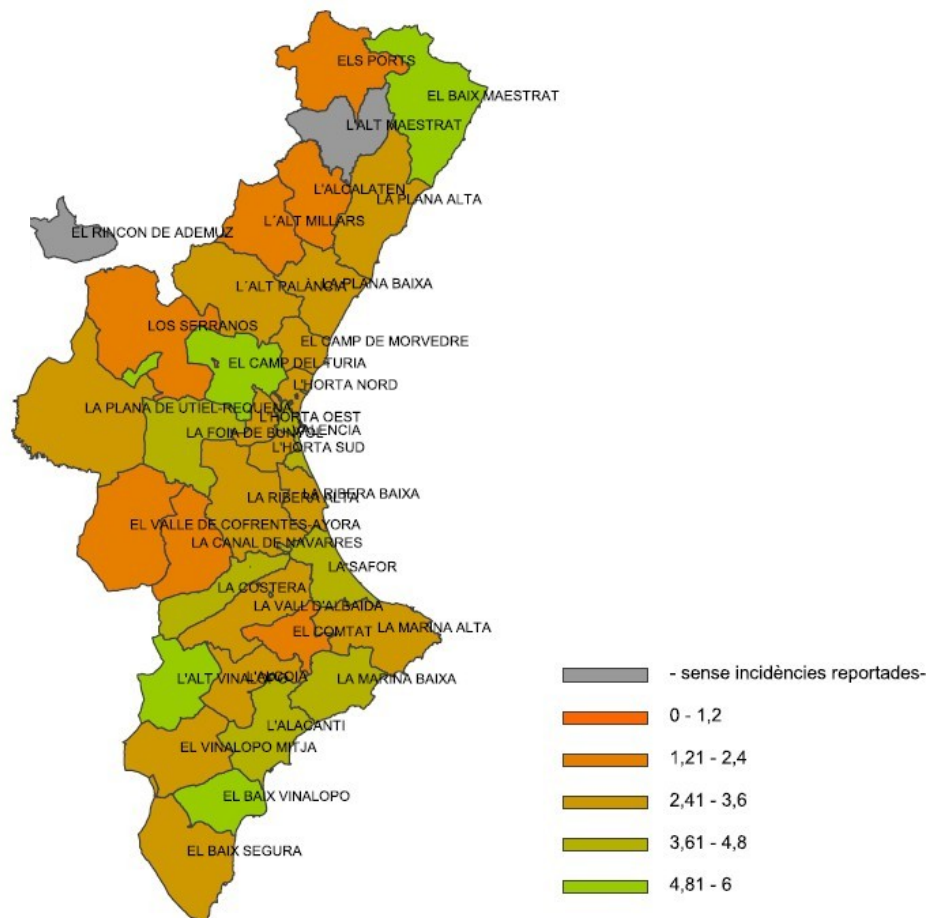 ELS PORTS
EL BAIX MAESTRAT
L'ALT MAESTRAT
L'ALCALATEN
LA PLANA ALTA
L´ALT MILLARS
EL RINCON DE ADEMUZ
L´ALT PALÀNCIA
LA PLANA BAIXA
LOS SERRANOS
EL CAMP DE MORVEDRE
EL CAMP DEL TURIA
L'HORTA NORD
LA PLANA DE UTIEL-REQUENA
L'HORTA OEST
VALENCIA
LA FOIA DE BUNYOL
L'HORTA SUD
LA RIBERA BAIXA
LA RIBERA ALTA
EL VALLE DE COFRENTES-AYORA
LA CANAL DE NAVARRES
LA SAFOR
LA COSTERA
LA VALL D'ALBAIDA
EL COMTAT
LA MARINA ALTA
L'ALT VINALOPO
L'ALCOIA
LA MARINA BAIXA
L'ALACANTI
EL VINALOPO MITJA
EL BAIX VINALOPO
EL BAIX SEGURA
- sense incidències reportades-
0 - 1,2
1,21 - 2,4
2,41 - 3,6
3,61 - 4,8
4,81 - 6